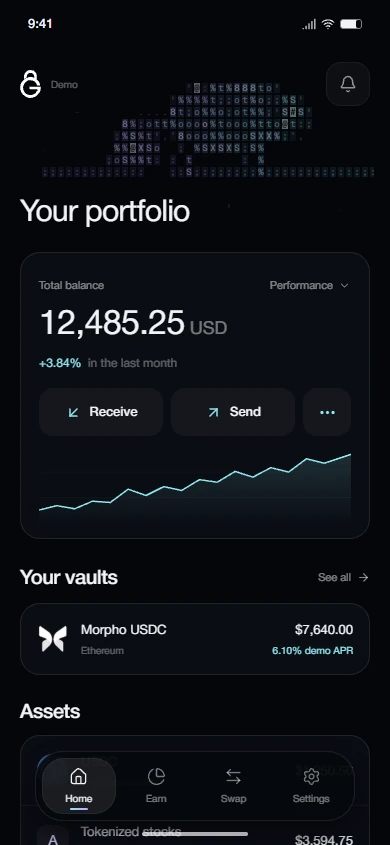 9:41
Demo
Your portfolio
Total balance
Performance
12,485.25 USD
+3.84% in the last month
Receive
Send
Your vaults
See all
Morpho USDC
$7,640.00
Ethereum
6.10% demo APR
Assets
Home
Earn
Swap
Settings
A
Tokenized stocks
$3,594.75